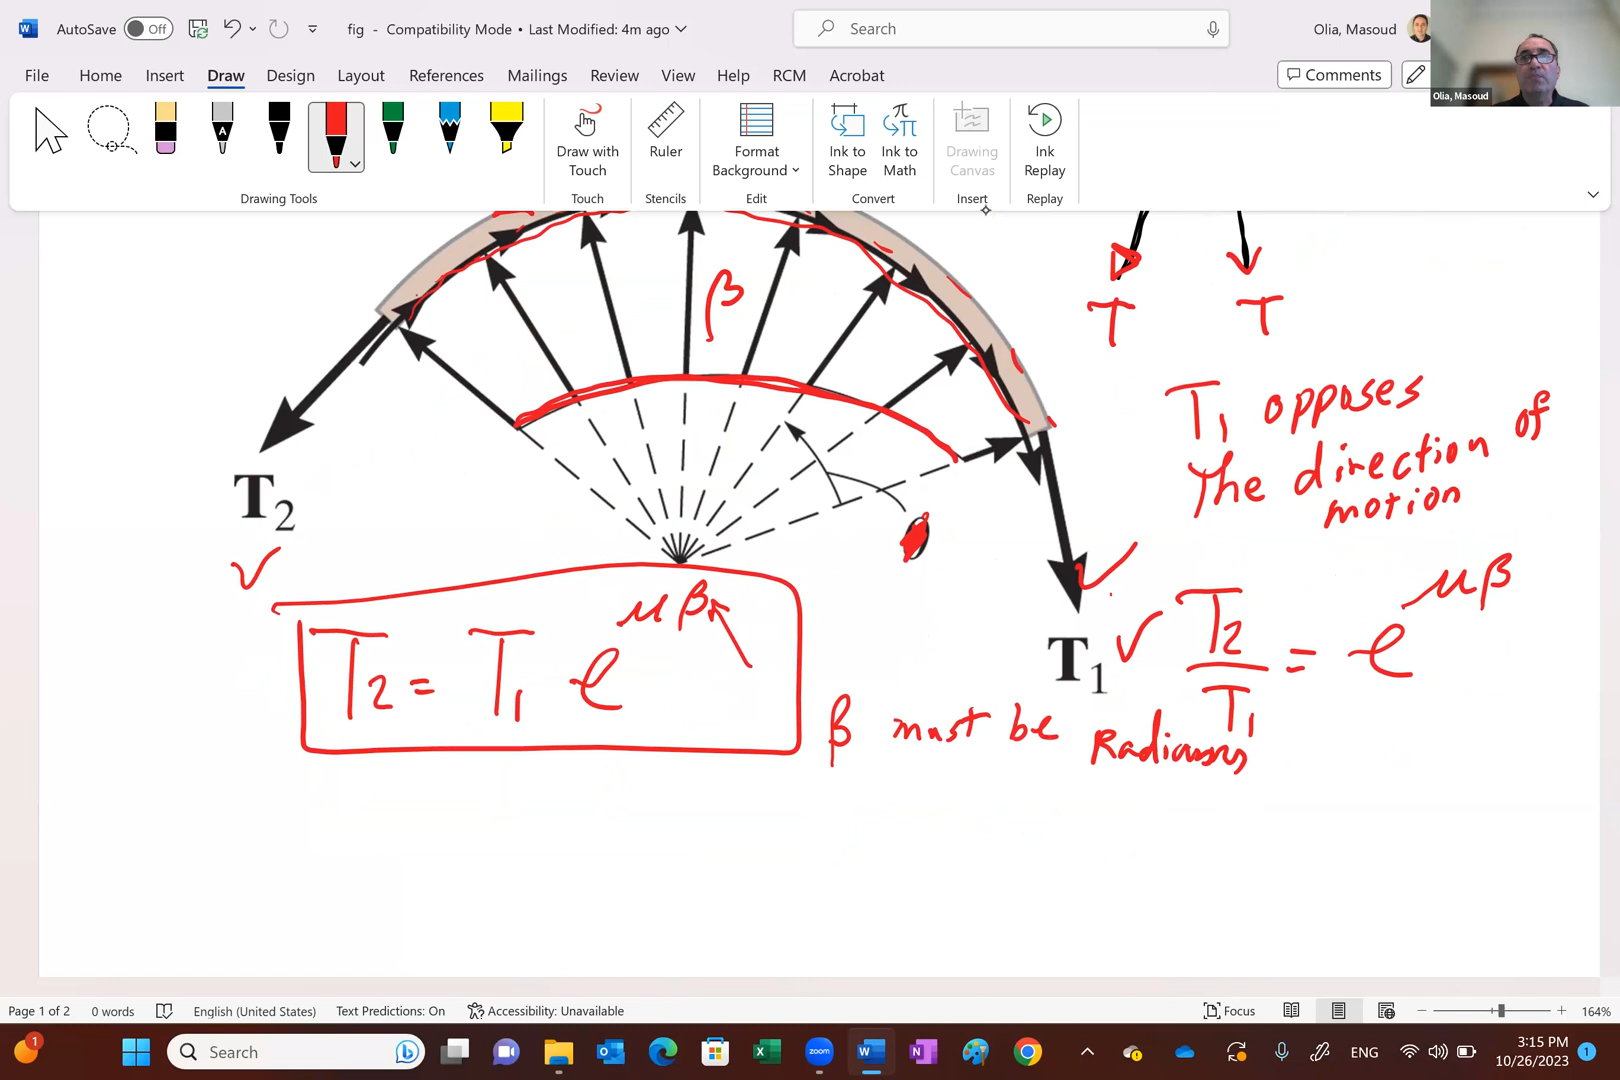 AutoSave Off fig - Compatibility Mode • Last Modified: 4m ago Search Olia, Masoud
File Home Insert Draw Design Layout References Mailings Review View Help RCM Acrobat Comments
Olia, Masoud
A
Draw with Touch
Ruler
Format Background
Ink to Shape
Ink to Math
Drawing Canvas
Ink Replay
Drawing Tools Touch Stencils Edit Convert Insert Replay
β
T T
T1 opposes
The direction of
motion
T2
T2 = T1 e^μβ
T1
T2/T1 = e^μβ
β must be Radians
Page 1 of 2 0 words English (United States) Text Predictions: On Accessibility: Unavailable Focus 164%
1 Search zoom ENG 3:15 PM
10/26/2023 1